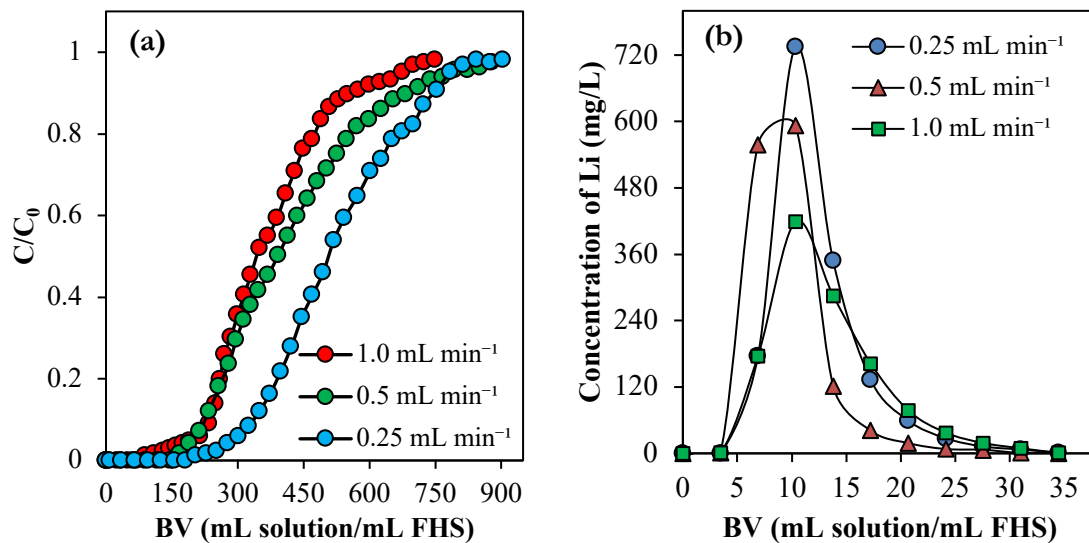 (a)
C/C₀
1
0.8
0.6
0.4
0.2
0
0 150 300 450 600 750 900
BV (mL solution/mL FHS)
1.0 mL min⁻¹
0.5 mL min⁻¹
0.25 mL min⁻¹
(b)
Concentration of Li (mg/L)
720
600
480
360
240
120
0
0 5 10 15 20 25 30 35
BV (mL solution/mL FHS)
0.25 mL min⁻¹
0.5 mL min⁻¹
1.0 mL min⁻¹